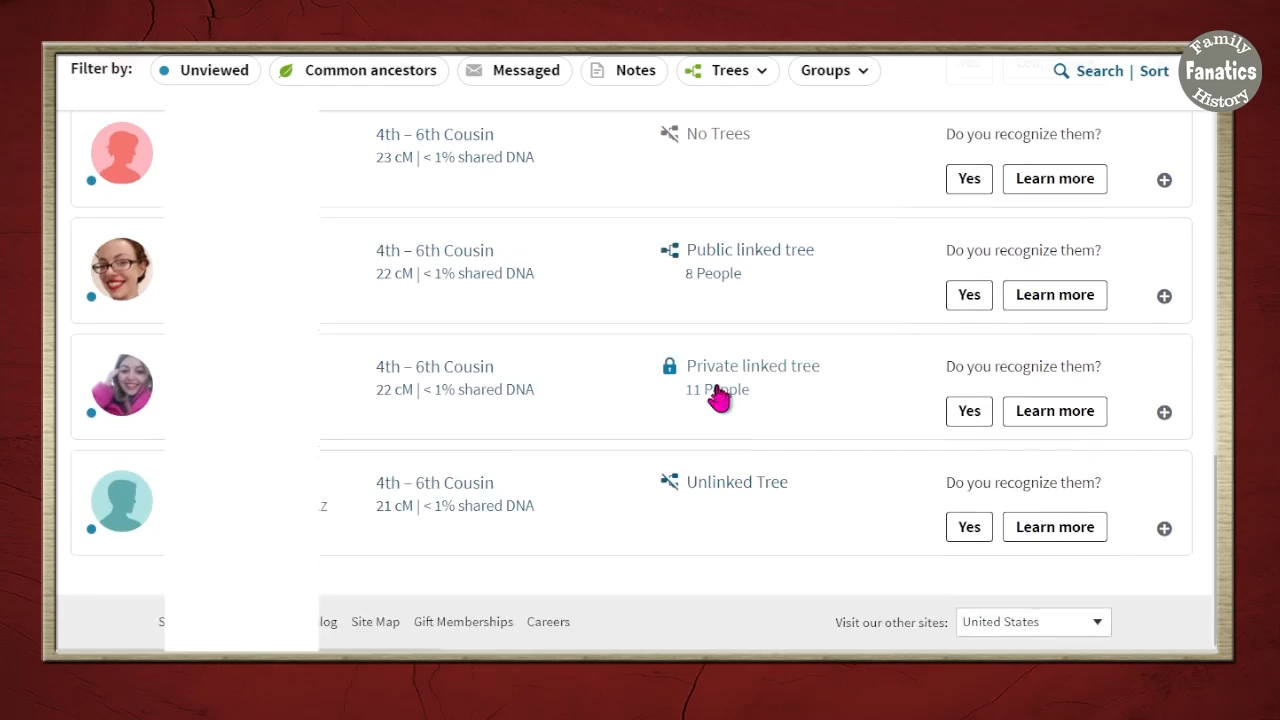 Family
Fanatics
History
Filter by: Unviewed Common ancestors Messaged Notes Trees Groups Search | Sort
4th – 6th Cousin No Trees Do you recognize them?
23 cM | < 1% shared DNA
Yes Learn more
4th – 6th Cousin Public linked tree Do you recognize them?
22 cM | < 1% shared DNA 8 People
Yes Learn more
4th – 6th Cousin Private linked tree Do you recognize them?
22 cM | < 1% shared DNA 11 People
Yes Learn more
4th – 6th Cousin Unlinked Tree Do you recognize them?
z 21 cM | < 1% shared DNA
Yes Learn more
S log Site Map Gift Memberships Careers Visit our other sites: United States